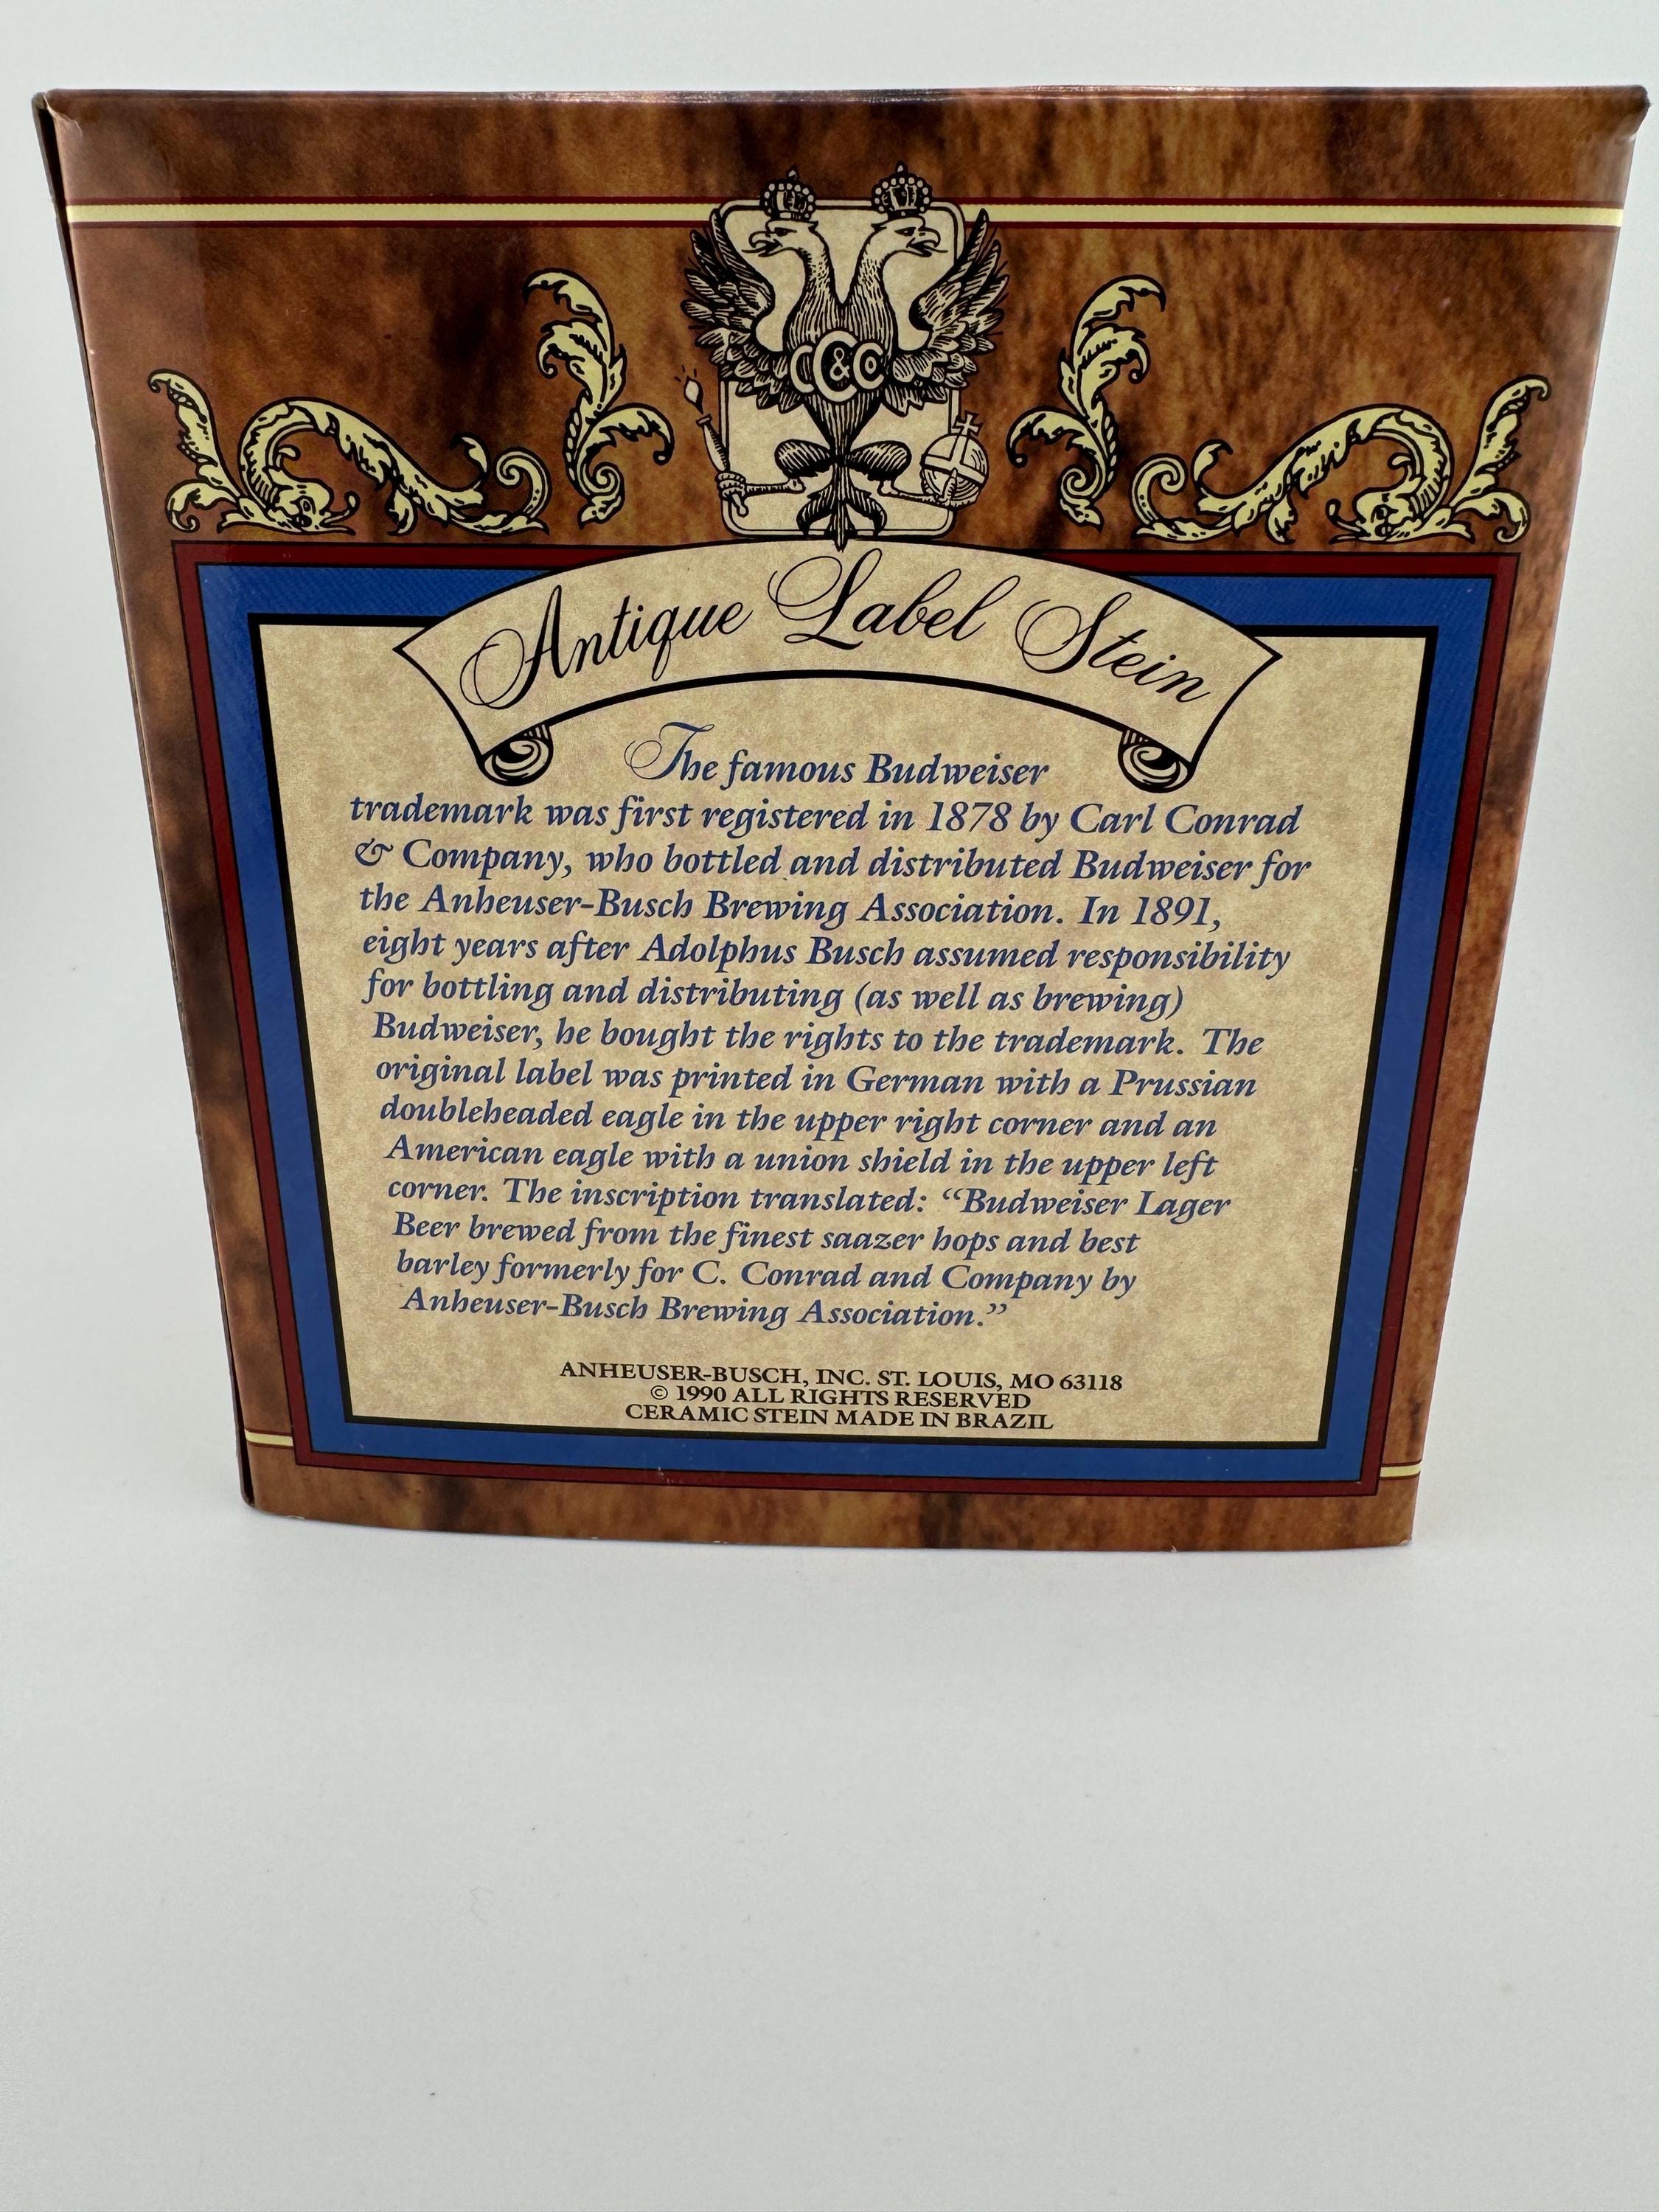 CC&Co
Antique Label Stein
The famous Budweiser
trademark was first registered in 1878 by Carl Conrad
& Company, who bottled and distributed Budweiser for
the Anheuser-Busch Brewing Association. In 1891,
eight years after Adolphus Busch assumed responsibility
for bottling and distributing (as well as brewing)
Budweiser, he bought the rights to the trademark. The
original label was printed in German with a Prussian
doubleheaded eagle in the upper right corner and an
American eagle with a union shield in the upper left
corner. The inscription translated: “Budweiser Lager
Beer brewed from the finest saazer hops and best
barley formerly for C. Conrad and Company by
Anheuser-Busch Brewing Association.”
ANHEUSER-BUSCH, INC. ST. LOUIS, MO 63118
© 1990 ALL RIGHTS RESERVED
CERAMIC STEIN MADE IN BRAZIL